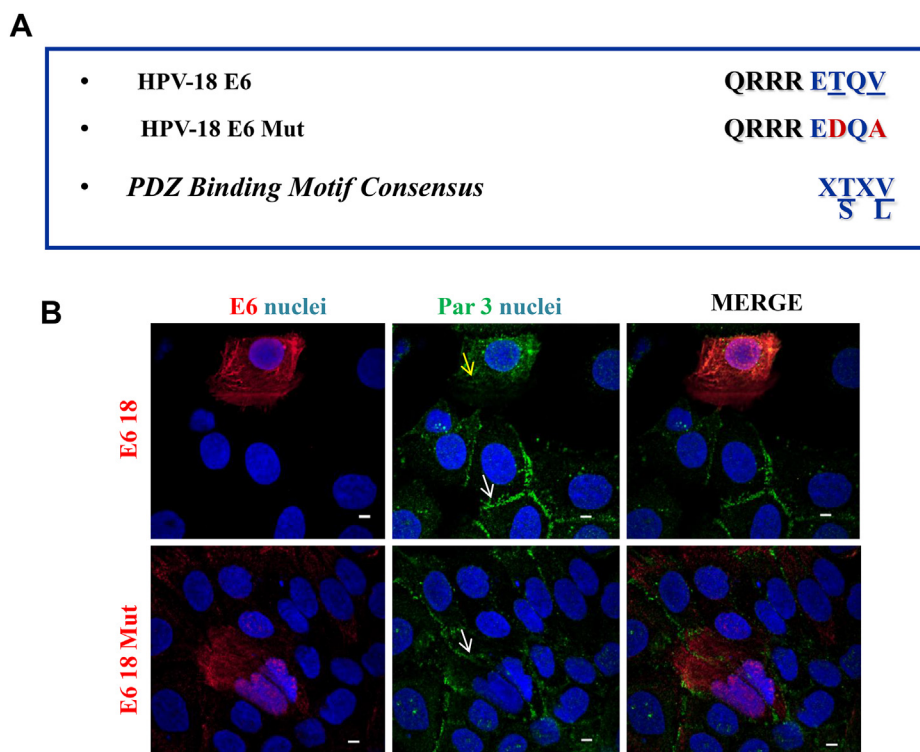 A
• HPV-18 E6 QRRR ETQV
• HPV-18 E6 Mut QRRR EDQA
• PDZ Binding Motif Consensus XTXV
S L
B
E6 nuclei Par 3 nuclei MERGE
E6 18
E6 18 Mut